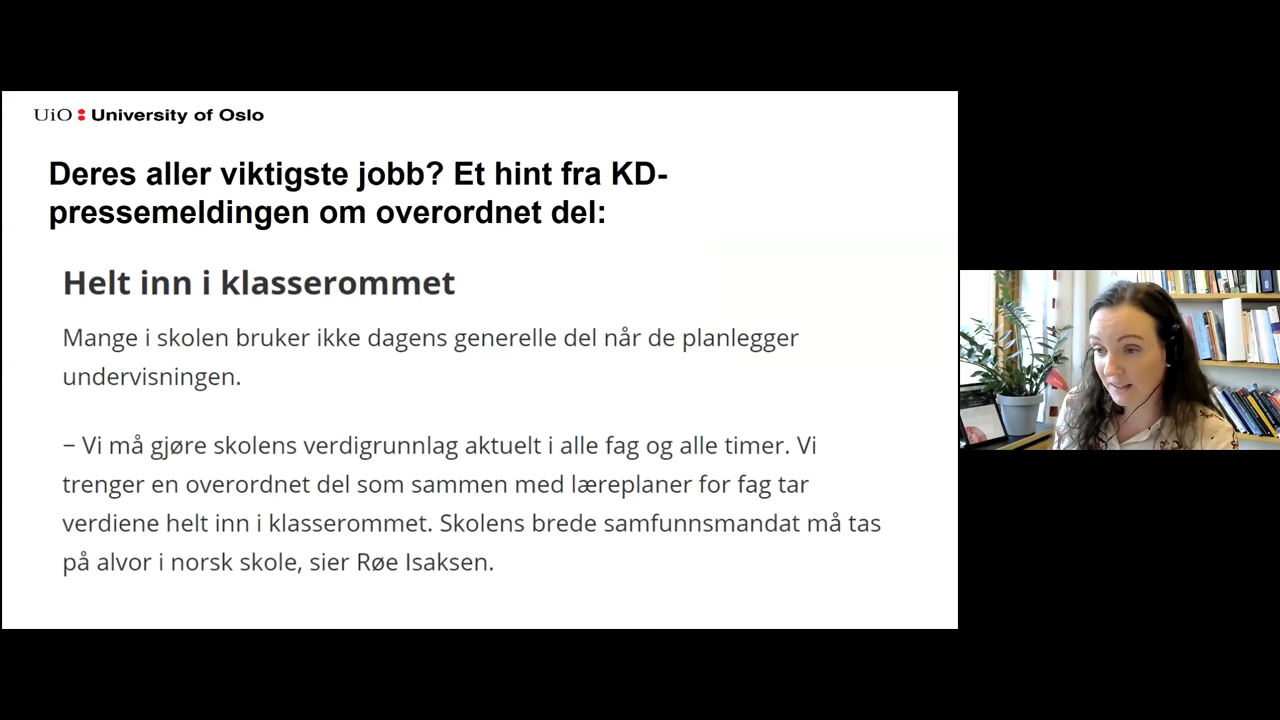 UiO : University of Oslo
Deres aller viktigste jobb? Et hint fra KD-
pressemeldingen om overordnet del:
Helt inn i klasserommet
Mange i skolen bruker ikke dagens generelle del når de planlegger
undervisningen.
− Vi må gjøre skolens verdigrunnlag aktuelt i alle fag og alle timer. Vi
trenger en overordnet del som sammen med læreplaner for fag tar
verdiene helt inn i klasserommet. Skolens brede samfunnsmandat må tas
på alvor i norsk skole, sier Røe Isaksen.